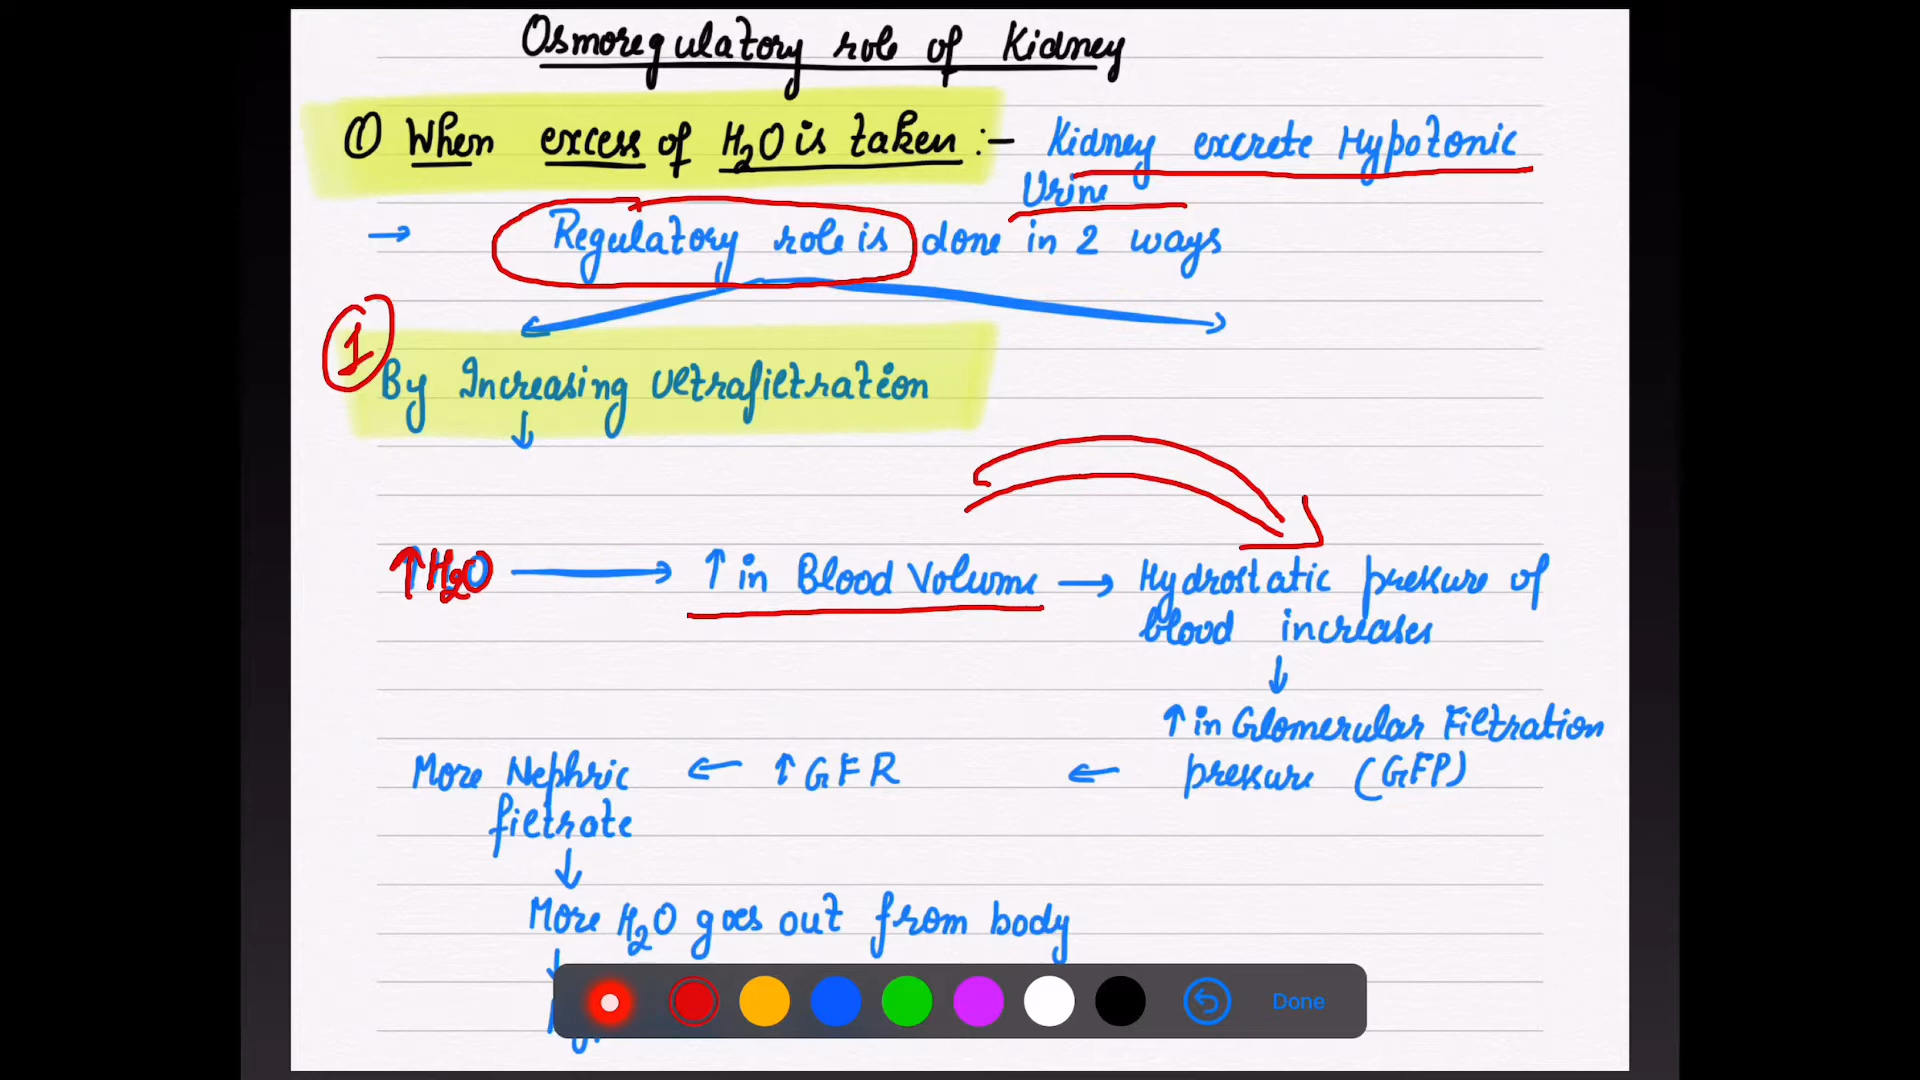 Osmoregulatory role of Kidney
① When excess of H₂O is taken :- Kidney excrete Hypotonic
Urine
→ Regulatory role is done in 2 ways
1
By Increasing Ultrafiltration
↓
↑H₂O → ↑ in Blood Volume → Hydrostatic pressure of
blood increases
↓
↑ in Glomerular Filtration
More Nephric ← ↑ GFR ← pressure (GFP)
filtrate
↓
More H₂O goes out from body
↓
Done